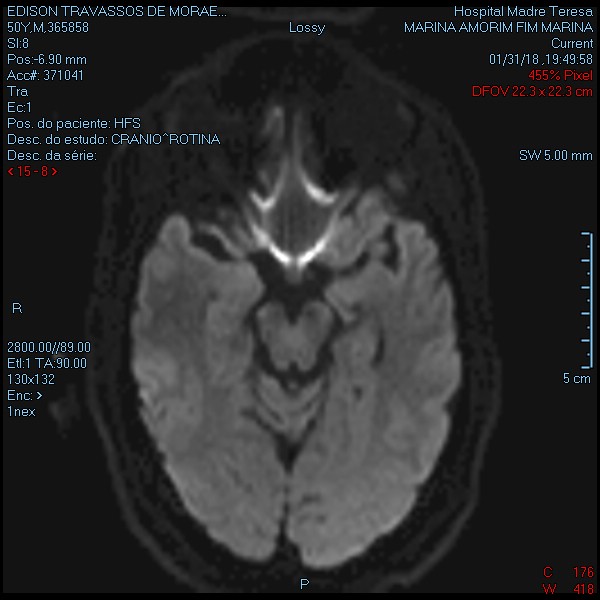 EDISON TRAVASSOS DE MORAE...
50Y,M,365858
Sl:8
Pos:-6.90 mm
Acc#: 371041
Tra
Ec:1
Pos. do paciente: HFS
Desc. do estudo: CRANIO^ROTINA
Desc. da série:
< 15 - 8 >
Lossy
Hospital Madre Teresa
MARINA AMORIM FIM MARINA
Current
01/31/18 ,19:49:58
455% Pixel
DFOV 22.3 x 22.3 cm
SW 5.00 mm
R
2800.00//89.00
Etl:1 TA:90.00
130x132
Enc: >
1nex
5 cm
P
C 176
W 418